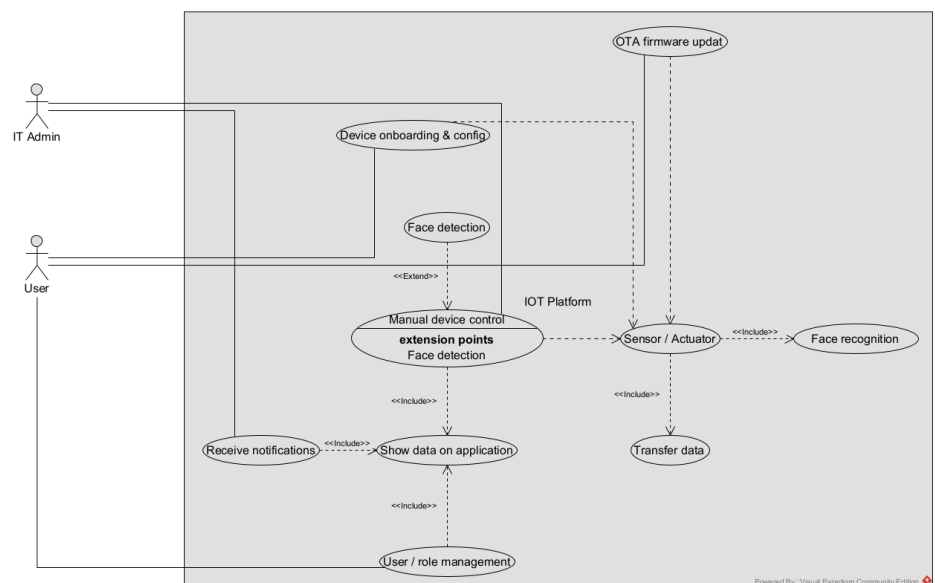 OTA firmware updat
IT Admin
Device onboarding & config
Face detection
User
<<Extend>>
IOT Platform
Manual device control
extension points
Face detection
Sensor / Actuator
<<Include>>
Face recognition
<<Include>>
<<Include>>
Receive notifications
<<Include>>
Show data on application
Transfer data
<<Include>>
User / role management
Powered By: Visual Paradigm Community Edition